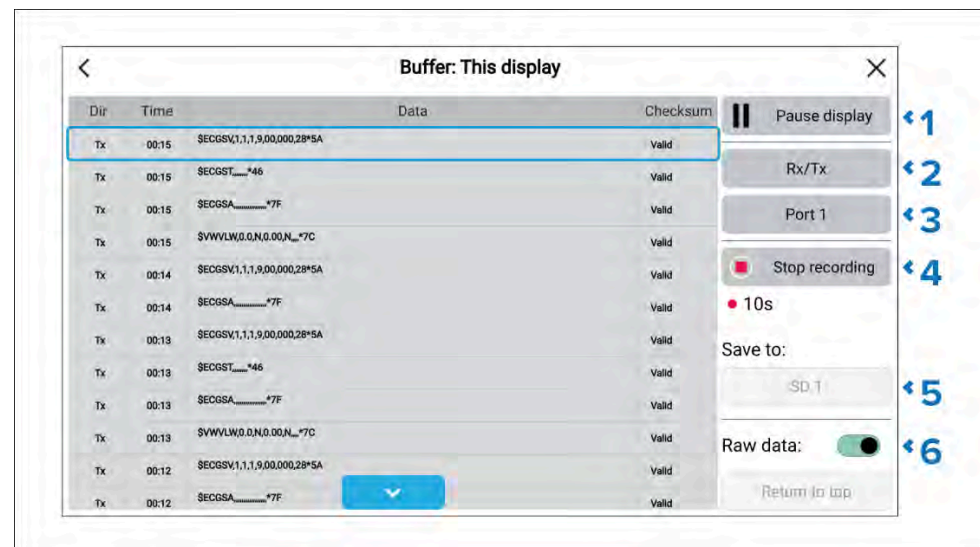 Buffer: This display
Dir Time Data Checksum
Tx 00:15 $ECGSV,1,1,1,9,00,000,28*5A Valid
Tx 00:15 $ECGST,,,,,,,,*46 Valid
Tx 00:15 $ECGSA,,,,,,,,,,,,,,,,,*7F Valid
Tx 00:15 $VWVLW,0.0,N,0.00,N,,,,*7C Valid
Tx 00:14 $ECGSV,1,1,1,9,00,000,28*5A Valid
Tx 00:14 $ECGSA,,,,,,,,,,,,,,,,,*7F Valid
Tx 00:13 $ECGSV,1,1,1,9,00,000,28*5A Valid
Tx 00:13 $ECGST,,,,,,,,*46 Valid
Tx 00:13 $ECGSA,,,,,,,,,,,,,,,,,*7F Valid
Tx 00:13 $VWVLW,0.0,N,0.00,N,,,,*7C Valid
Tx 00:12 $ECGSV,1,1,1,9,00,000,28*5A Valid
Tx 00:12 $ECGSA,,,,,,,,,,,,,,,,,*7F Valid
Pause display 1
Rx/Tx 2
Port 1 3
Stop recording 4
10s
Save to:
SD 1 5
Raw data: 6
Return to top